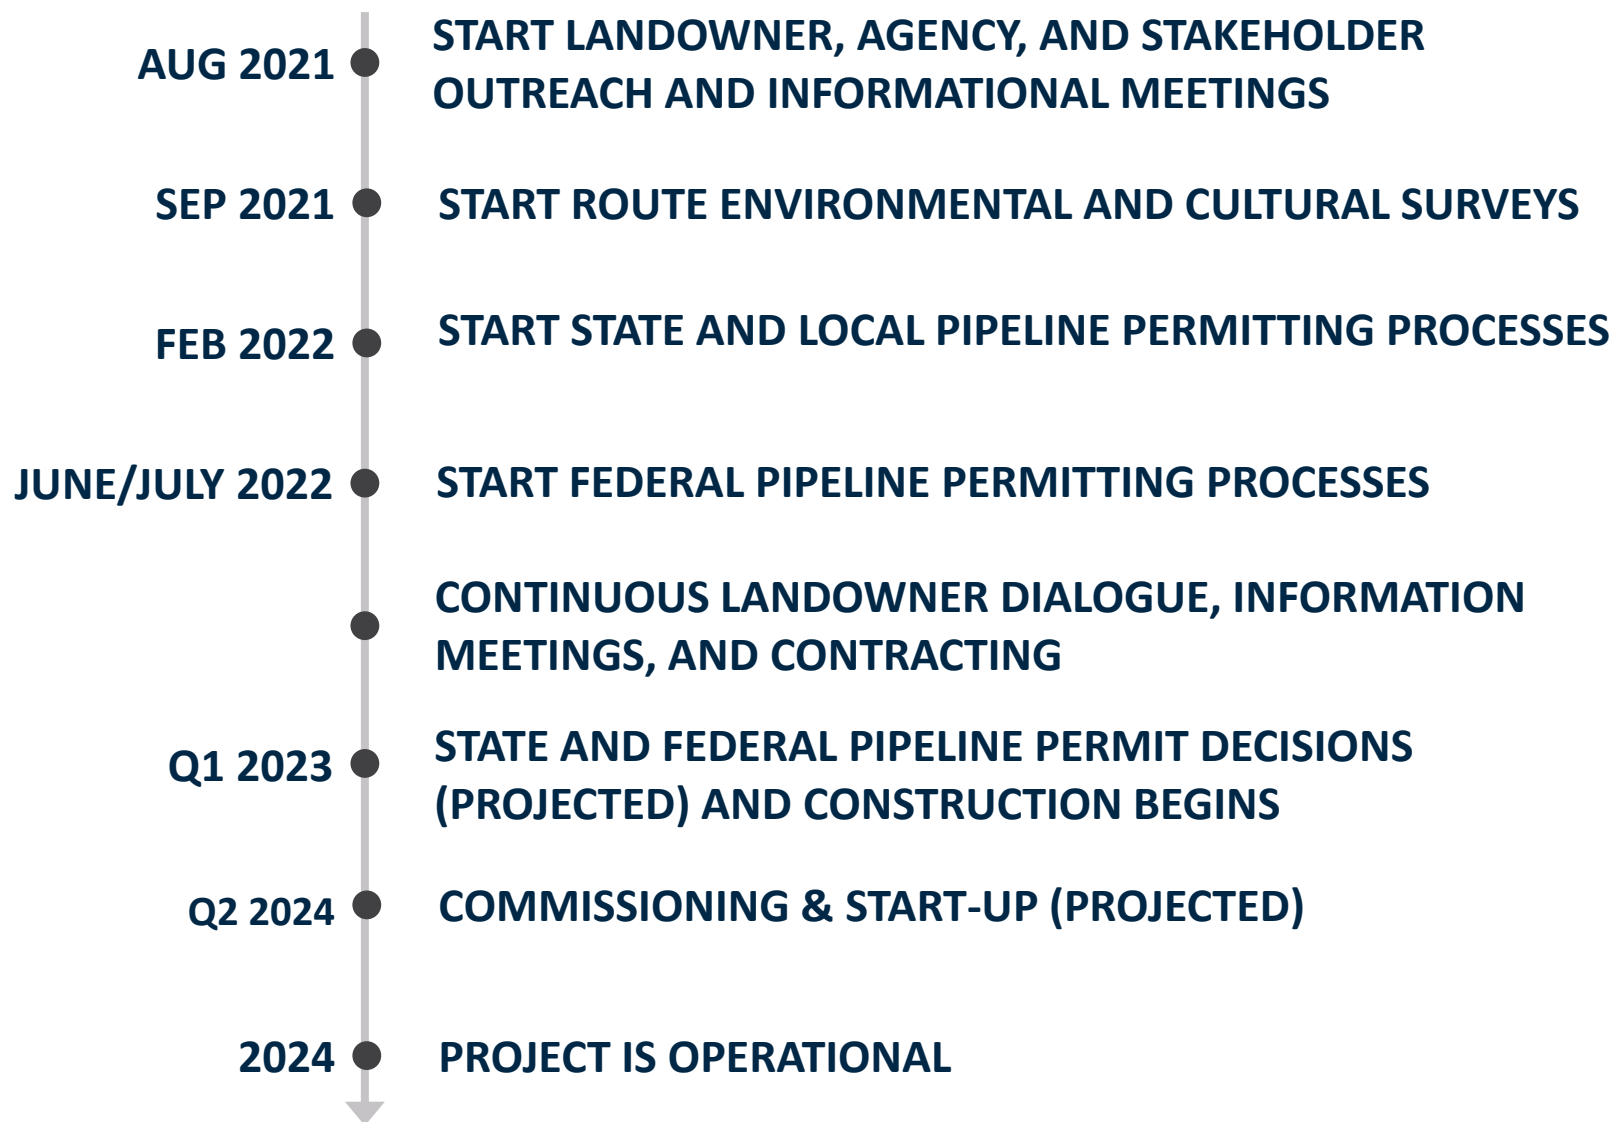 AUG 2021
START LANDOWNER, AGENCY, AND STAKEHOLDER
OUTREACH AND INFORMATIONAL MEETINGS
SEP 2021
START ROUTE ENVIRONMENTAL AND CULTURAL SURVEYS
FEB 2022
START STATE AND LOCAL PIPELINE PERMITTING PROCESSES
JUNE/JULY 2022
START FEDERAL PIPELINE PERMITTING PROCESSES
CONTINUOUS LANDOWNER DIALOGUE, INFORMATION
MEETINGS, AND CONTRACTING
Q1 2023
STATE AND FEDERAL PIPELINE PERMIT DECISIONS
(PROJECTED) AND CONSTRUCTION BEGINS
Q2 2024
COMMISSIONING & START-UP (PROJECTED)
2024
PROJECT IS OPERATIONAL